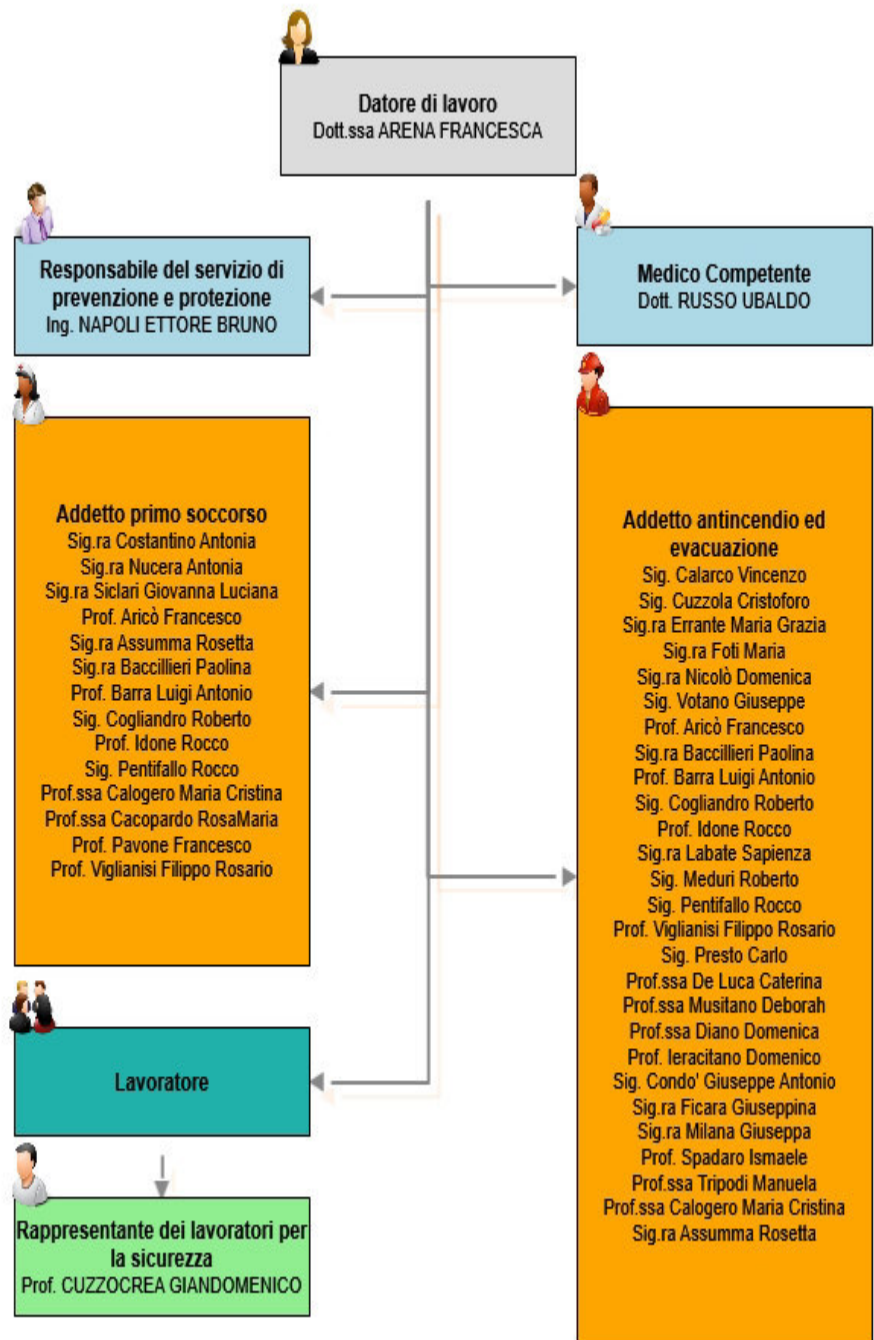 Datore di lavoro
Dott.ssa ARENA FRANCESCA
Responsabile del servizio di
prevenzione e protezione
Ing. NAPOLI ETTORE BRUNO
Medico Competente
Dott. RUSSO UBALDO
Addetto primo soccorso
Sig.ra Costantino Antonia
Sig.ra Nucera Antonia
Sig.ra Siclari Giovanna Luciana
Prof. Aricò Francesco
Sig.ra Assumma Rosetta
Sig.ra Baccillieri Paolina
Prof. Barra Luigi Antonio
Sig. Cogliandro Roberto
Prof. Idone Rocco
Sig. Pentifallo Rocco
Prof.ssa Calogero Maria Cristina
Prof.ssa Cacopardo RosaMaria
Prof. Pavone Francesco
Prof. Viglianisi Filippo Rosario
Addetto antincendio ed
evacuazione
Sig. Calarco Vincenzo
Sig. Cuzzola Cristoforo
Sig.ra Errante Maria Grazia
Sig.ra Foti Maria
Sig.ra Nicolò Domenica
Sig. Votano Giuseppe
Prof. Aricò Francesco
Sig.ra Baccillieri Paolina
Prof. Barra Luigi Antonio
Sig. Cogliandro Roberto
Prof. Idone Rocco
Sig.ra Labate Sapienza
Sig. Meduri Roberto
Sig. Pentifallo Rocco
Prof. Viglianisi Filippo Rosario
Sig. Presto Carlo
Prof.ssa De Luca Caterina
Prof.ssa Musitano Deborah
Prof.ssa Diano Domenica
Prof. Ieracitano Domenico
Sig. Condo' Giuseppe Antonio
Sig.ra Ficara Giuseppina
Sig.ra Milana Giuseppa
Prof. Spadaro Ismaele
Prof.ssa Tripodi Manuela
Prof.ssa Calogero Maria Cristina
Sig.ra Assumma Rosetta
Lavoratore
Rappresentante dei lavoratori per
la sicurezza
Prof. CUZZOCREA GIANDOMENICO